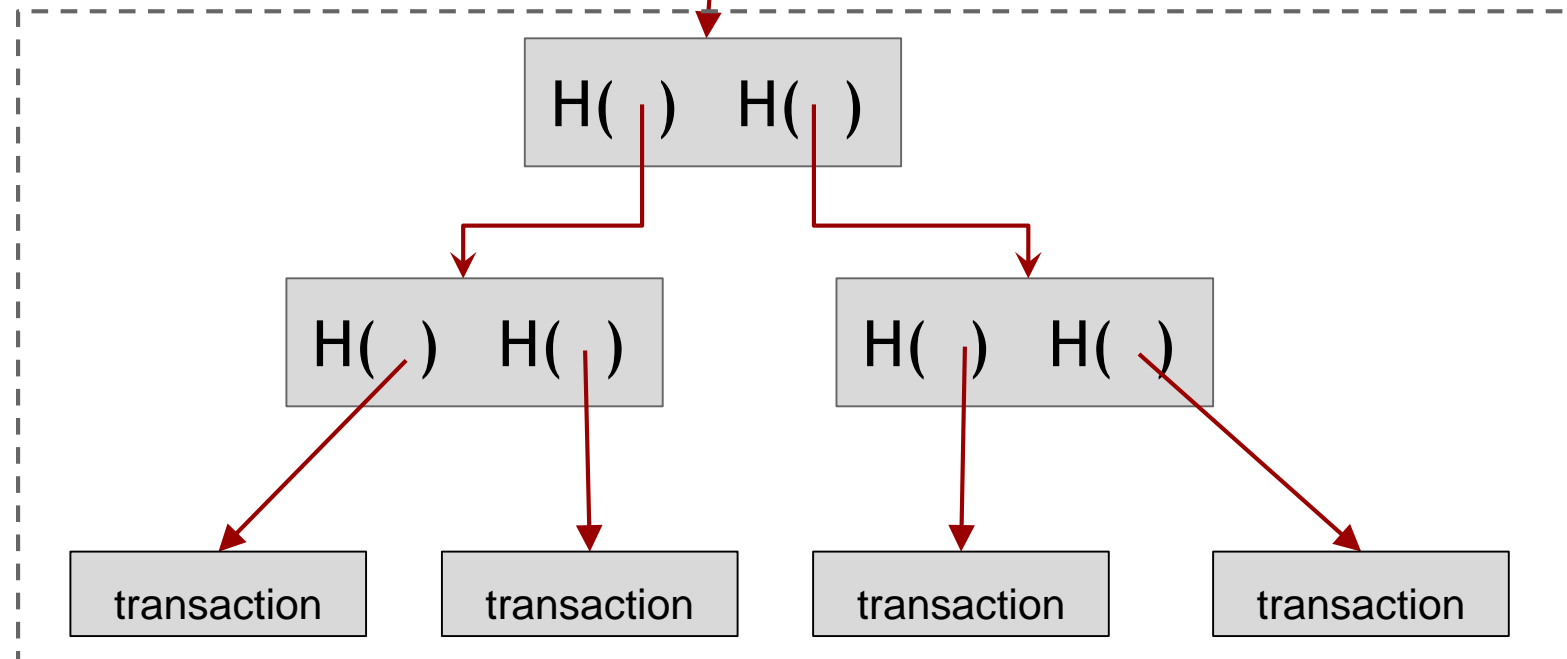 H( ) H( )
H( ) H( ) H( ) H( )
transaction transaction transaction transaction